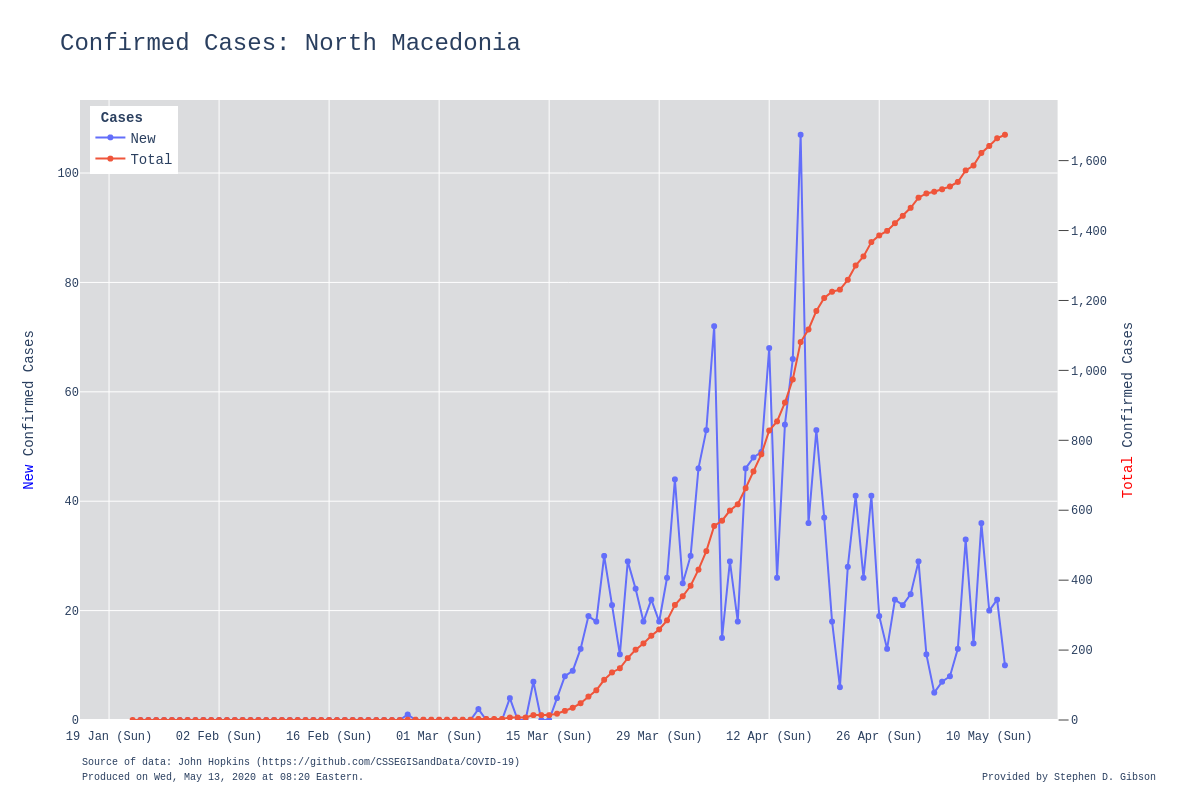 Confirmed Cases: North Macedonia
Cases
New
Total
100
80
60
40
20
0
1,600
1,400
1,200
1,000
800
600
400
200
0
New Confirmed Cases
Total Confirmed Cases
19 Jan (Sun) 02 Feb (Sun) 16 Feb (Sun) 01 Mar (Sun) 15 Mar (Sun) 29 Mar (Sun) 12 Apr (Sun) 26 Apr (Sun) 10 May (Sun)
Source of data: John Hopkins (https://github.com/CSSEGISandData/COVID-19)
Produced on Wed, May 13, 2020 at 08:20 Eastern.
Provided by Stephen D. Gibson